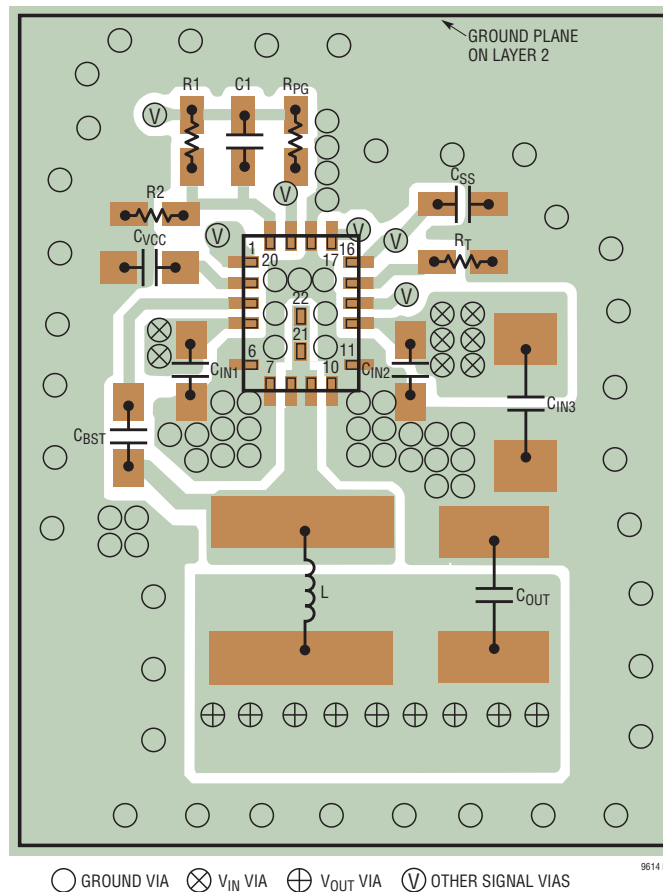 GROUND PLANE
ON LAYER 2
R1
C1
RPG
V
V
CSS
R2
V
V
V
CVCC
1
20
17
16
RT
V
22
21
6
7
10
11
CIN1
CIN2
CIN3
CBST
L
COUT
GROUND VIA
VIN VIA
VOUT VIA
V OTHER SIGNAL VIAS
9614